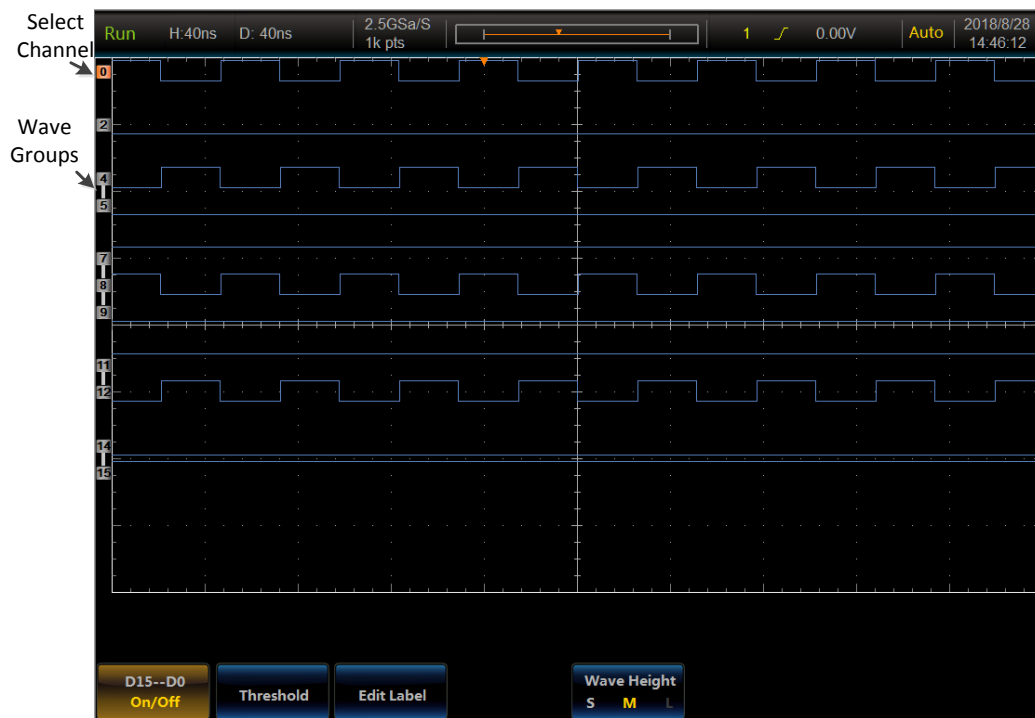 Select
Channel
Run H:40ns D: 40ns 2.5GSa/S
1k pts
1 0.00V Auto 2018/8/28
14:46:12
0
2
Wave
Groups
4
5
7
8
9
11
12
14
15
D15--D0
On/Off
Threshold
Edit Label
Wave Height
S M L